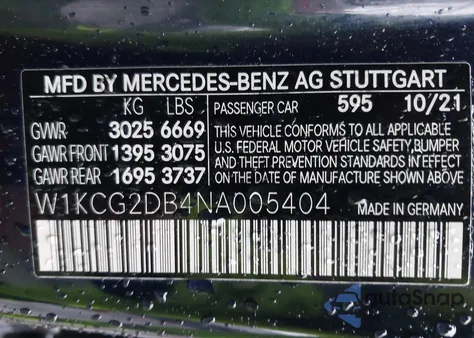 MFD BY MERCEDES-BENZ AG STUTTGART
KG LBS PASSENGER CAR 595 10/21
GVWR 3025 6669
GAWR FRONT 1395 3075
GAWR REAR 1695 3737
THIS VEHICLE CONFORMS TO ALL APPLICABLE
U.S. FEDERAL MOTOR VEHICLE SAFETY,BUMPER
AND THEFT PREVENTION STANDARDS IN EFFECT
ON THE DATE OF MANUFACTURE SHOWN ABOVE
W1KCG2DB4NA005404 MADE IN GERMANY
AutoSnap